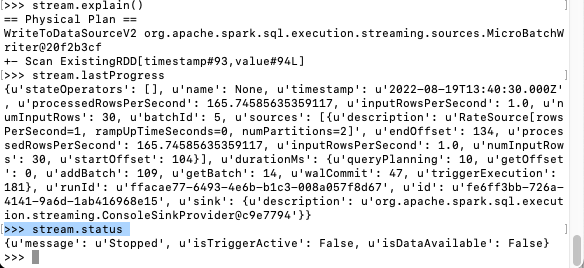 >>> stream.explain()
== Physical Plan ==
WriteToDataSourceV2 org.apache.spark.sql.execution.streaming.sources.MicroBatchW
riter@20f2b3cf
+- Scan ExistingRDD[timestamp#93,value#94L]
>>> stream.lastProgress
{u'stateOperators': [], u'name': None, u'timestamp': u'2022-08-19T13:40:30.000Z'
, u'processedRowsPerSecond': 165.74585635359117, u'inputRowsPerSecond': 1.0, u'n
umInputRows': 30, u'batchId': 5, u'sources': [{u'description': u'RateSource[rows
PerSecond=1, rampUpTimeSeconds=0, numPartitions=2]', u'endOffset': 134, u'proces
sedRowsPerSecond': 165.74585635359117, u'inputRowsPerSecond': 1.0, u'numInputRow
s': 30, u'startOffset': 104}], u'durationMs': {u'queryPlanning': 10, u'getOffset
': 0, u'addBatch': 109, u'getBatch': 14, u'walCommit': 47, u'triggerExecution':
181}, u'runId': u'ffacae77-6493-4e6b-b1c3-008a057f8d67', u'id': u'fe6ff3bb-726a-
4141-9a6d-1ab416968e15', u'sink': {u'description': u'org.apache.spark.sql.execut
ion.streaming.ConsoleSinkProvider@c9e7794'}}
>>> stream.status
{u'message': u'Stopped', u'isTriggerActive': False, u'isDataAvailable': False}
>>>